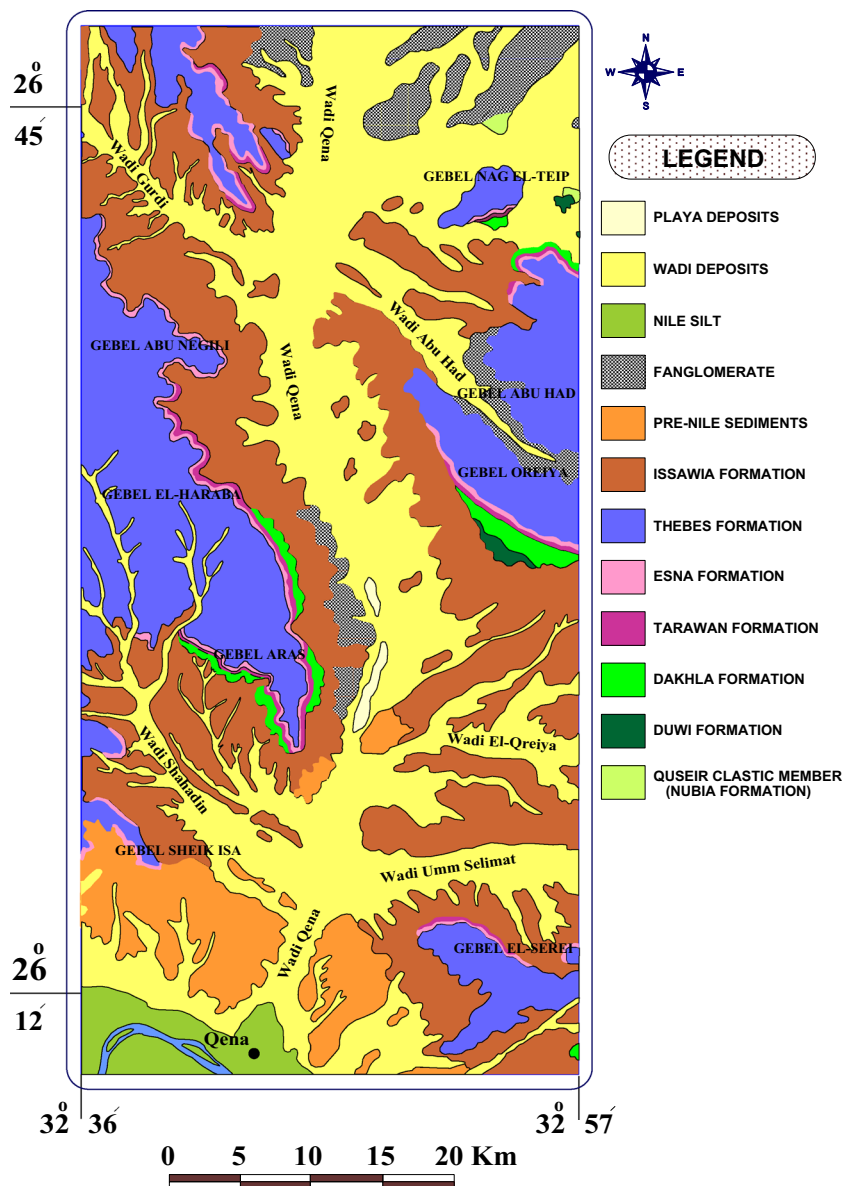 N
W E
S
26 o
45 ′
Wadi Qena
Wadi Gurdi
GEBEL NAG EL-TEIP
Wadi Abu Had
GEBEL ABU NEGILI
Wadi Qena
GEBEL ABU HAD
GEBEL OREIYA
GEBEL EL-HARABA
GEBEL ARAS
Wadi El-Qreiya
Wadi Shahadin
GEBEL SHEIK ISA
Wadi Umm Selimat
Wadi Qena
GEBEL EL-SEREI
26 o
12 ′
Qena
32 o 36 ′
32 o 57 ′
0 5 10 15 20 Km
LEGEND
PLAYA DEPOSITS
WADI DEPOSITS
NILE SILT
FANGLOMERATE
PRE-NILE SEDIMENTS
ISSAWIA FORMATION
THEBES FORMATION
ESNA FORMATION
TARAWAN FORMATION
DAKHLA FORMATION
DUWI FORMATION
QUSEIR CLASTIC MEMBER
(NUBIA FORMATION)